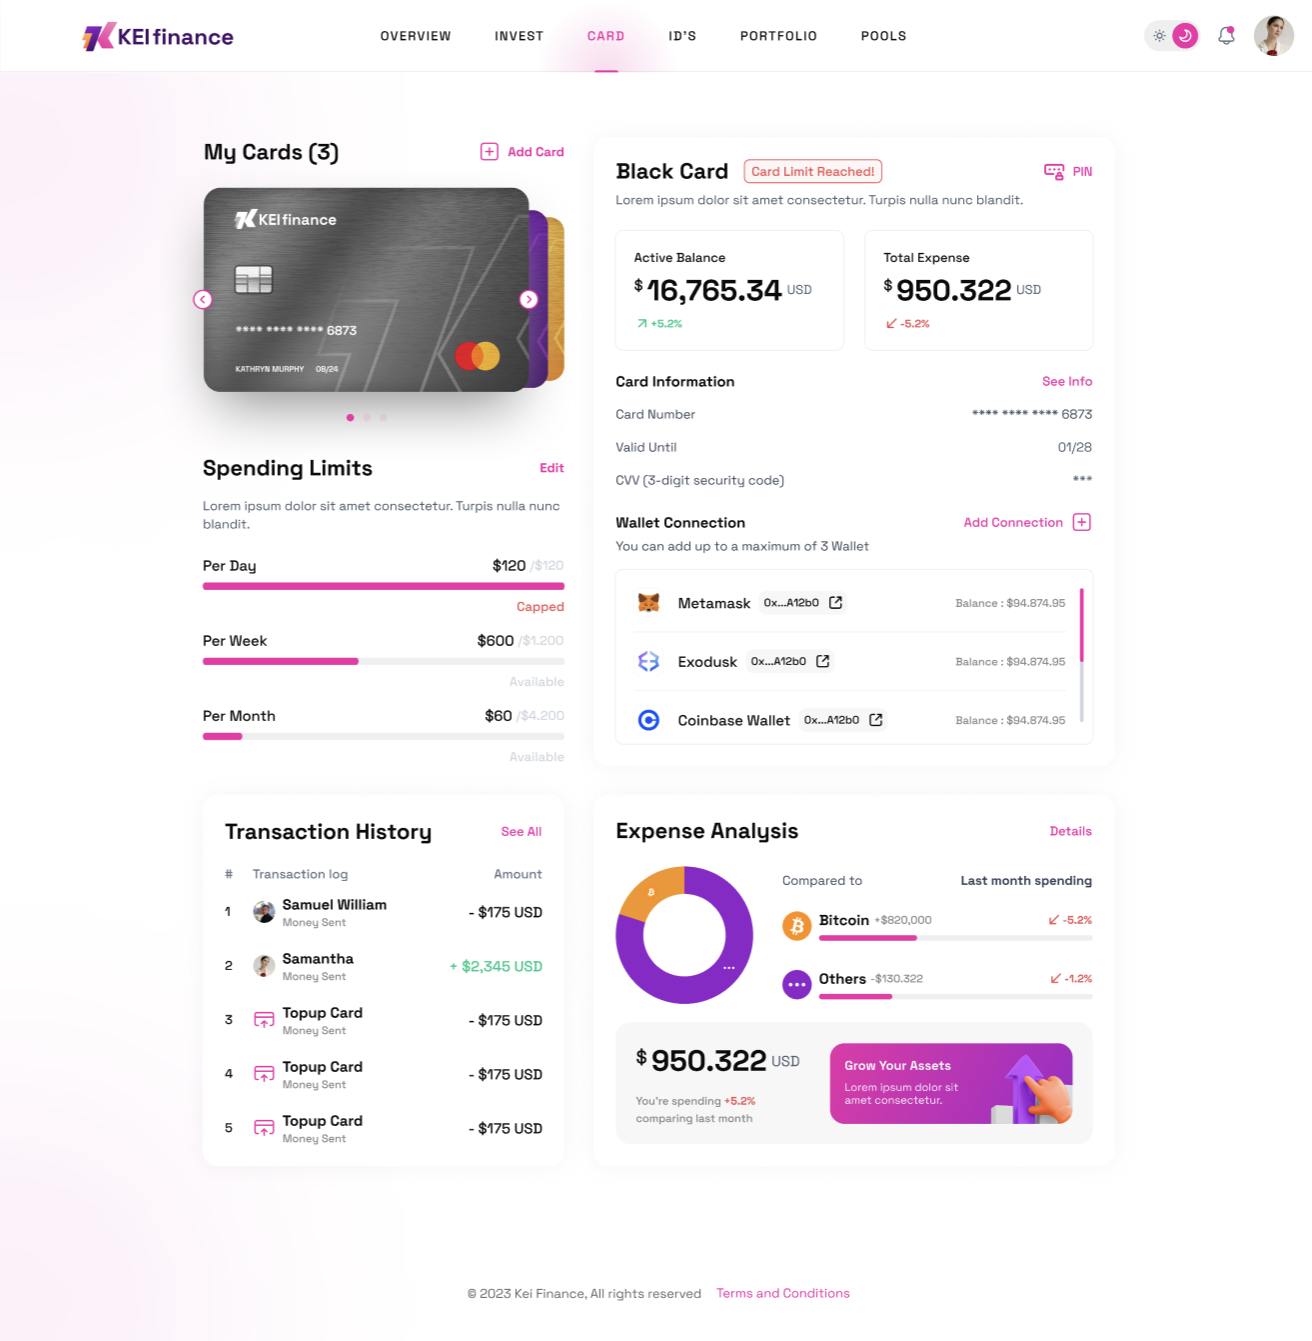 KEI finance
OVERVIEW
INVEST
CARD
ID'S
PORTFOLIO
POOLS
My Cards (3)
Add Card
KEI finance
**** **** **** 6873
KATHRYN MURPHY 08/24
Spending Limits
Edit
Lorem ipsum dolor sit amet consectetur. Turpis nulla nunc
blandit.
Per Day
$120 /$120
Capped
Per Week
$600 /$1.200
Available
Per Month
$60 /$4.200
Available
Black Card
Card Limit Reached!
PIN
Lorem ipsum dolor sit amet consectetur. Turpis nulla nunc blandit.
Active Balance
$ 16,765.34 USD
+5.2%
Total Expense
$ 950.322 USD
-5.2%
Card Information
See Info
Card Number
**** **** **** 6873
Valid Until
01/28
CVV (3-digit security code)
***
Wallet Connection
Add Connection
You can add up to a maximum of 3 Wallet
Metamask
0x...A12b0
Balance : $94.874.95
Exodusk
0x...A12b0
Balance : $94.874.95
Coinbase Wallet
0x...A12b0
Balance : $94.874.95
Transaction History
See All
# Transaction log Amount
1 Samuel William - $175 USD
Money Sent
2 Samantha + $2,345 USD
Money Sent
3 Topup Card - $175 USD
Money Sent
4 Topup Card - $175 USD
Money Sent
5 Topup Card - $175 USD
Money Sent
Expense Analysis
Details
Compared to
Last month spending
Bitcoin +$820,000
-5.2%
Others -$130.322
-1.2%
$ 950.322 USD
You're spending +5.2%
comparing last month
Grow Your Assets
Lorem ipsum dolor sit
amet consectetur.
© 2023 Kei Finance, All rights reserved
Terms and Conditions